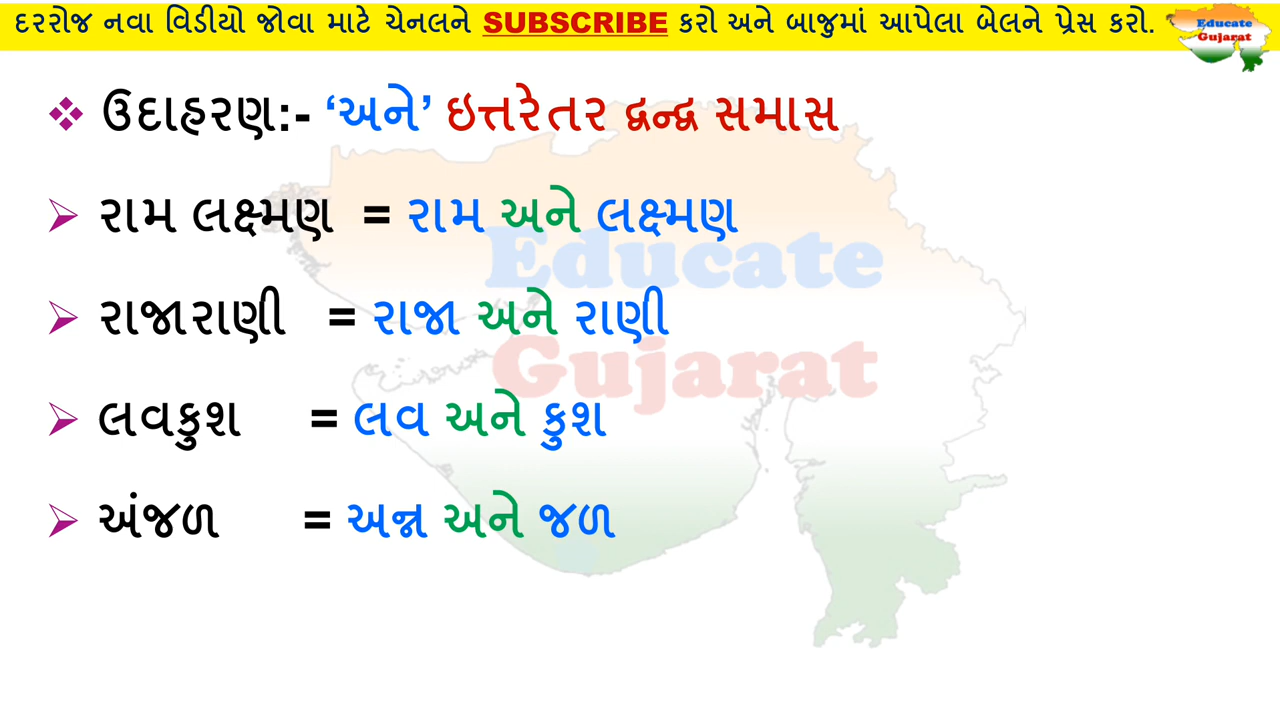 દરરોજ નવા વિડીયો જોવા માટે ચેનલને SUBSCRIBE કરો અને બાજુમાં આપેલા બેલને પ્રેસ કરો.
Educate
Gujarat
❖ ઉદાહરણ:- ‘અને’ ઇત્તરેતર દ્વન્દ્વ સમાસ
➢ રામ લક્ષ્મણ = રામ અને લક્ષ્મણ
➢ રાજારાણી = રાજા અને રાણી
➢ લવકુશ = લવ અને કુશ
➢ અંજળ = અન્ન અને જળ
Educate
Gujarat